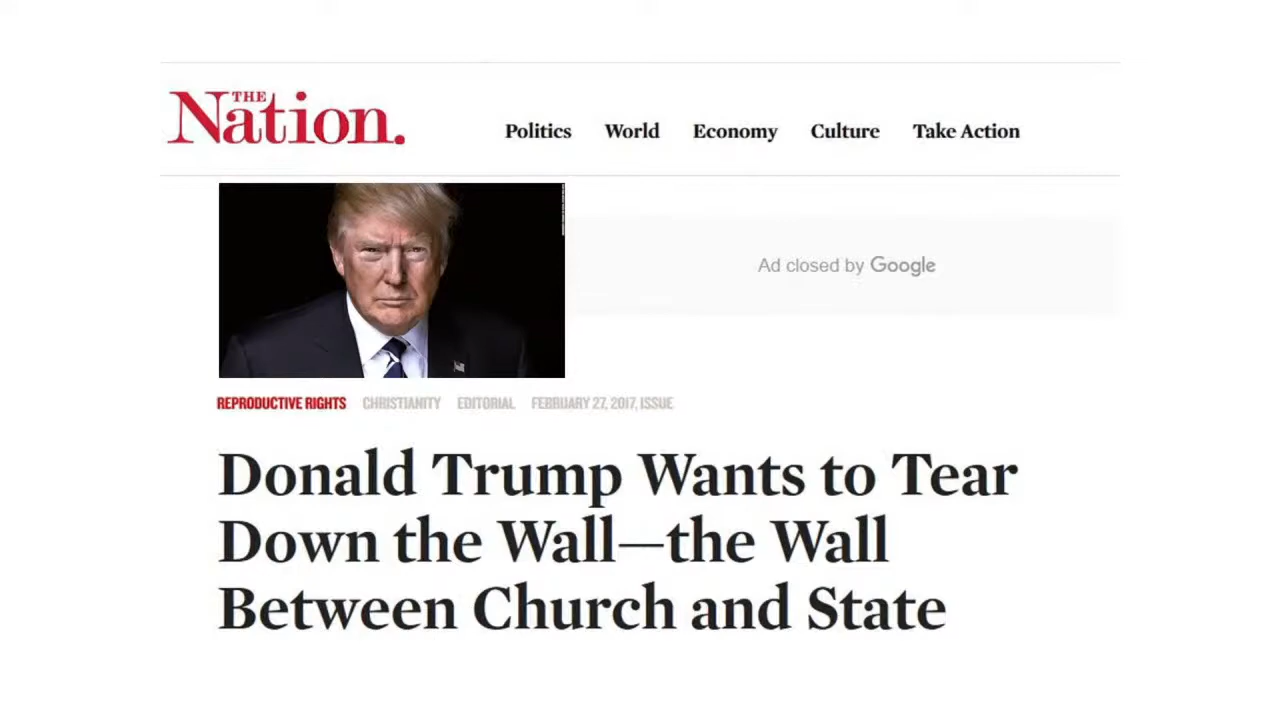 THE
Nation.
Politics World Economy Culture Take Action
Ad closed by Google
REPRODUCTIVE RIGHTS CHRISTIANITY EDITORIAL FEBRUARY 27, 2017, ISSUE
Donald Trump Wants to Tear
Down the Wall—the Wall
Between Church and State